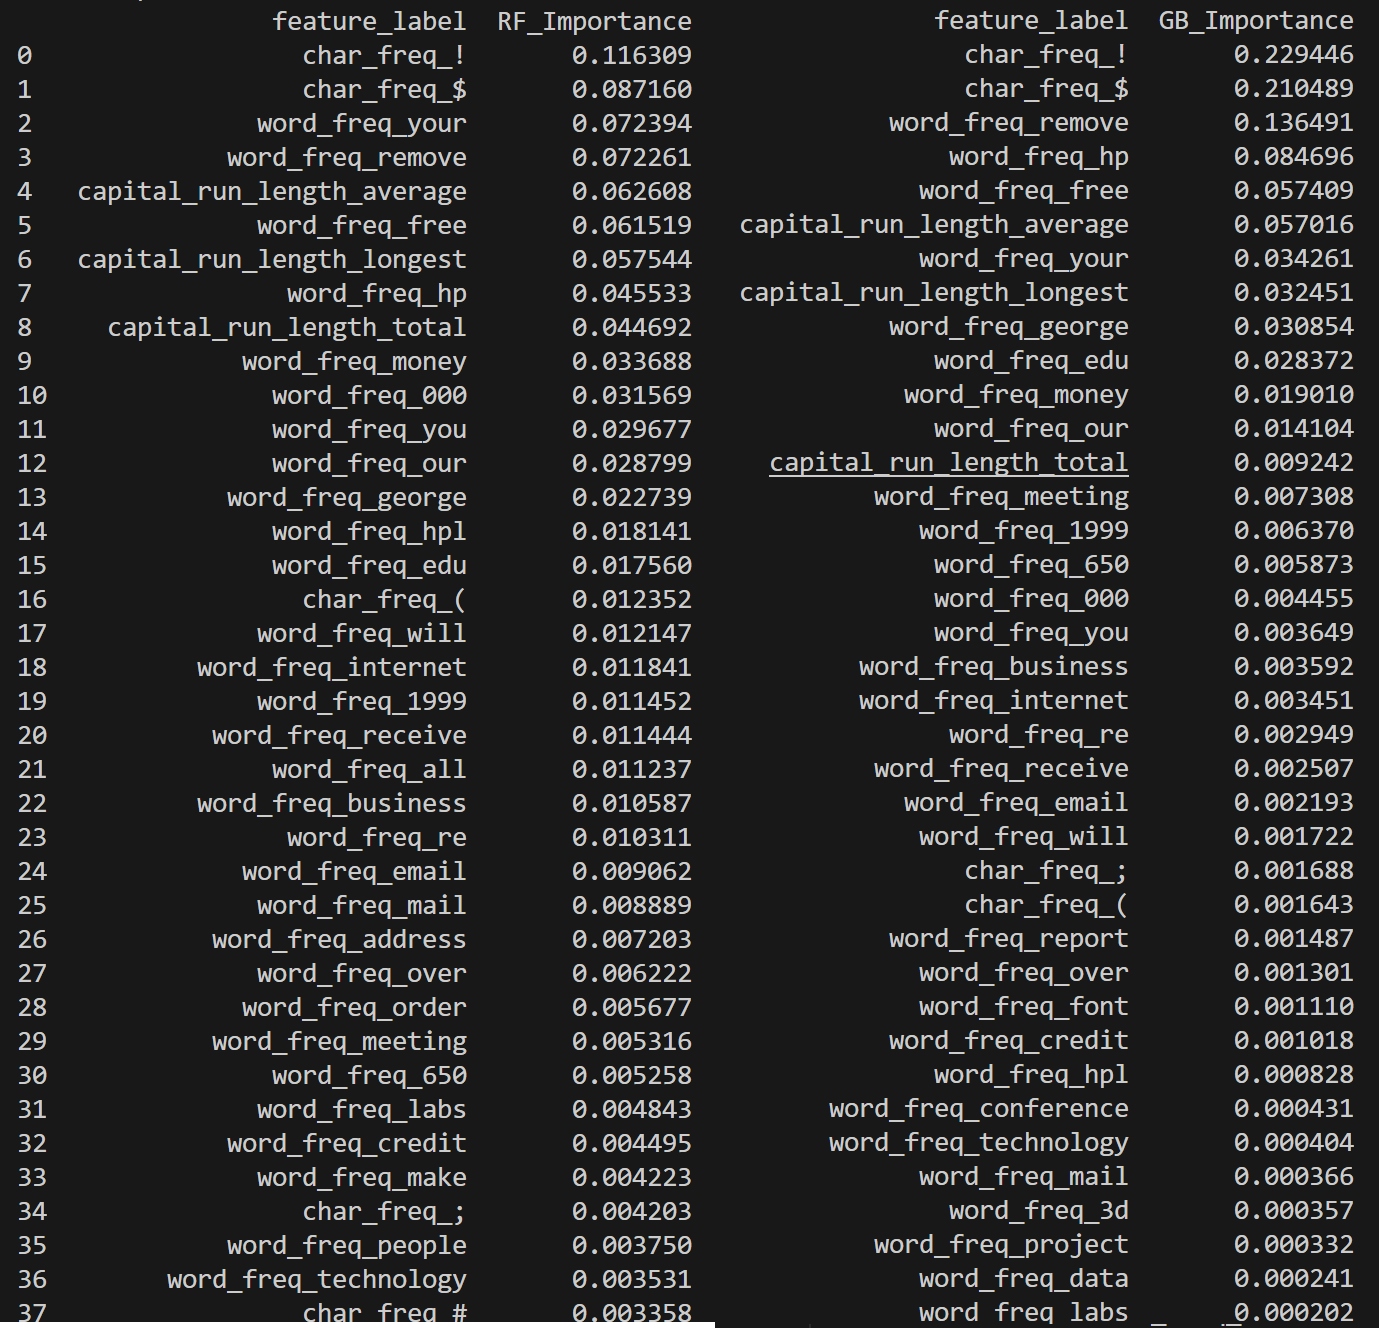 feature_label RF_Importance feature_label GB_Importance
0 char_freq_! 0.116309 char_freq_! 0.229446
1 char_freq_$ 0.087160 char_freq_$ 0.210489
2 word_freq_your 0.072394 word_freq_remove 0.136491
3 word_freq_remove 0.072261 word_freq_hp 0.084696
4 capital_run_length_average 0.062608 word_freq_free 0.057409
5 word_freq_free 0.061519 capital_run_length_average 0.057016
6 capital_run_length_longest 0.057544 word_freq_your 0.034261
7 word_freq_hp 0.045533 capital_run_length_longest 0.032451
8 capital_run_length_total 0.044692 word_freq_george 0.030854
9 word_freq_money 0.033688 word_freq_edu 0.028372
10 word_freq_000 0.031569 word_freq_money 0.019010
11 word_freq_you 0.029677 word_freq_our 0.014104
12 word_freq_our 0.028799 capital_run_length_total 0.009242
13 word_freq_george 0.022739 word_freq_meeting 0.007308
14 word_freq_hpl 0.018141 word_freq_1999 0.006370
15 word_freq_edu 0.017560 word_freq_650 0.005873
16 char_freq_( 0.012352 word_freq_000 0.004455
17 word_freq_will 0.012147 word_freq_you 0.003649
18 word_freq_internet 0.011841 word_freq_business 0.003592
19 word_freq_1999 0.011452 word_freq_internet 0.003451
20 word_freq_receive 0.011444 word_freq_re 0.002949
21 word_freq_all 0.011237 word_freq_receive 0.002507
22 word_freq_business 0.010587 word_freq_email 0.002193
23 word_freq_re 0.010311 word_freq_will 0.001722
24 word_freq_email 0.009062 char_freq_; 0.001688
25 word_freq_mail 0.008889 char_freq_( 0.001643
26 word_freq_address 0.007203 word_freq_report 0.001487
27 word_freq_over 0.006222 word_freq_over 0.001301
28 word_freq_order 0.005677 word_freq_font 0.001110
29 word_freq_meeting 0.005316 word_freq_credit 0.001018
30 word_freq_650 0.005258 word_freq_hpl 0.000828
31 word_freq_labs 0.004843 word_freq_conference 0.000431
32 word_freq_credit 0.004495 word_freq_technology 0.000404
33 word_freq_make 0.004223 word_freq_mail 0.000366
34 char_freq_; 0.004203 word_freq_3d 0.000357
35 word_freq_people 0.003750 word_freq_project 0.000332
36 word_freq_technology 0.003531 word_freq_data 0.000241
37 char_freq_# 0.003358 word_freq_labs 0.000202